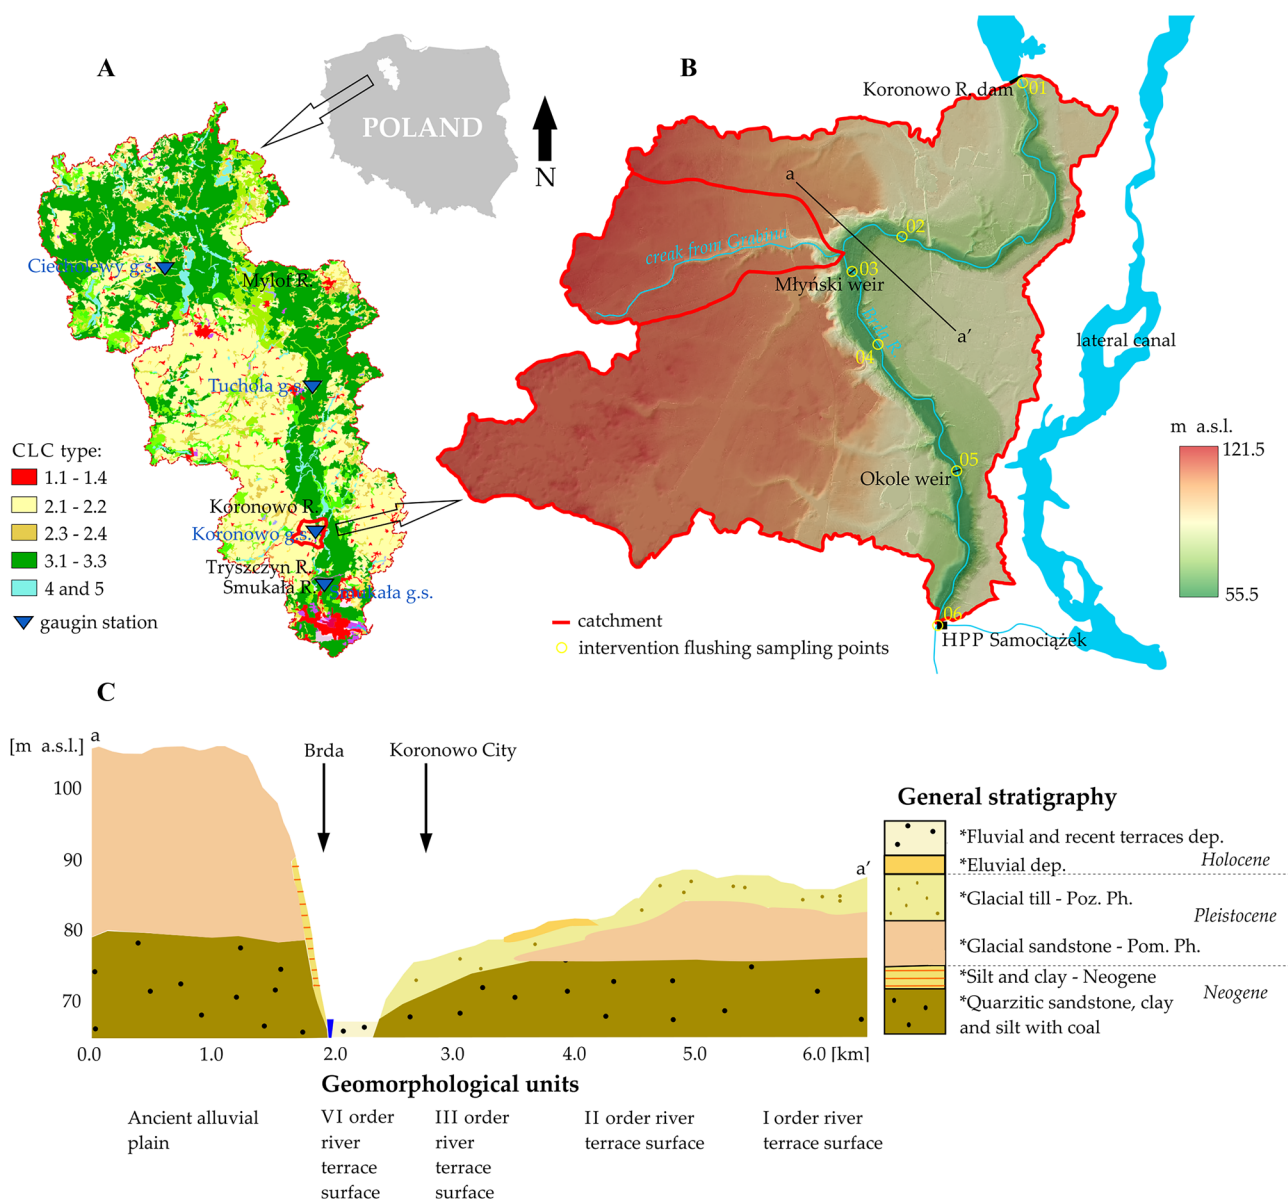 A
POLAND
N
Ciecholewy g.s.
Mylof R.
Tuchola g.s.
CLC type:
1.1 - 1.4
2.1 - 2.2
2.3 - 2.4
3.1 - 3.3
4 and 5
gaugin station
Koronowo R.
Koronowo g.s.
Tryszczyn R.
Smukała R.
Smukała g.s.
B
Koronowo R. dam
01
a
02
creak from Grabina
03
Młyński weir
Brda R.
a'
04
lateral canal
05
Okole weir
06
HPP Samociążek
m a.s.l.
121.5
55.5
catchment
intervention flushing sampling points
C
[m a.s.l.]
a
Brda
Koronowo City
100
90
80
70
a'
0.0
1.0
2.0
3.0
4.0
5.0
6.0 [km]
General stratigraphy
*Fluvial and recent terraces dep.
*Eluvial dep.
Holocene
*Glacial till - Poz. Ph.
Pleistocene
*Glacial sandstone - Pom. Ph.
*Silt and clay - Neogene
Neogene
*Quarzitic sandstone, clay
and silt with coal
Geomorphological units
Ancient alluvial
plain
VI order
river
terrace
surface
III order
river
terrace
surface
II order river
terrace surface
I order river
terrace surface